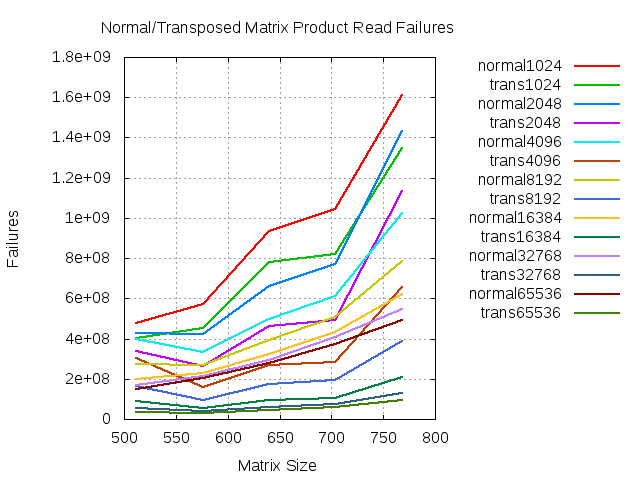 Normal/Transposed Matrix Product Read Failures
1.8e+09
1.6e+09
1.4e+09
1.2e+09
1e+09
8e+08
6e+08
4e+08
2e+08
0
500 550 600 650 700 750 800
Failures
Matrix Size
normal1024
trans1024
normal2048
trans2048
normal4096
trans4096
normal8192
trans8192
normal16384
trans16384
normal32768
trans32768
normal65536
trans65536